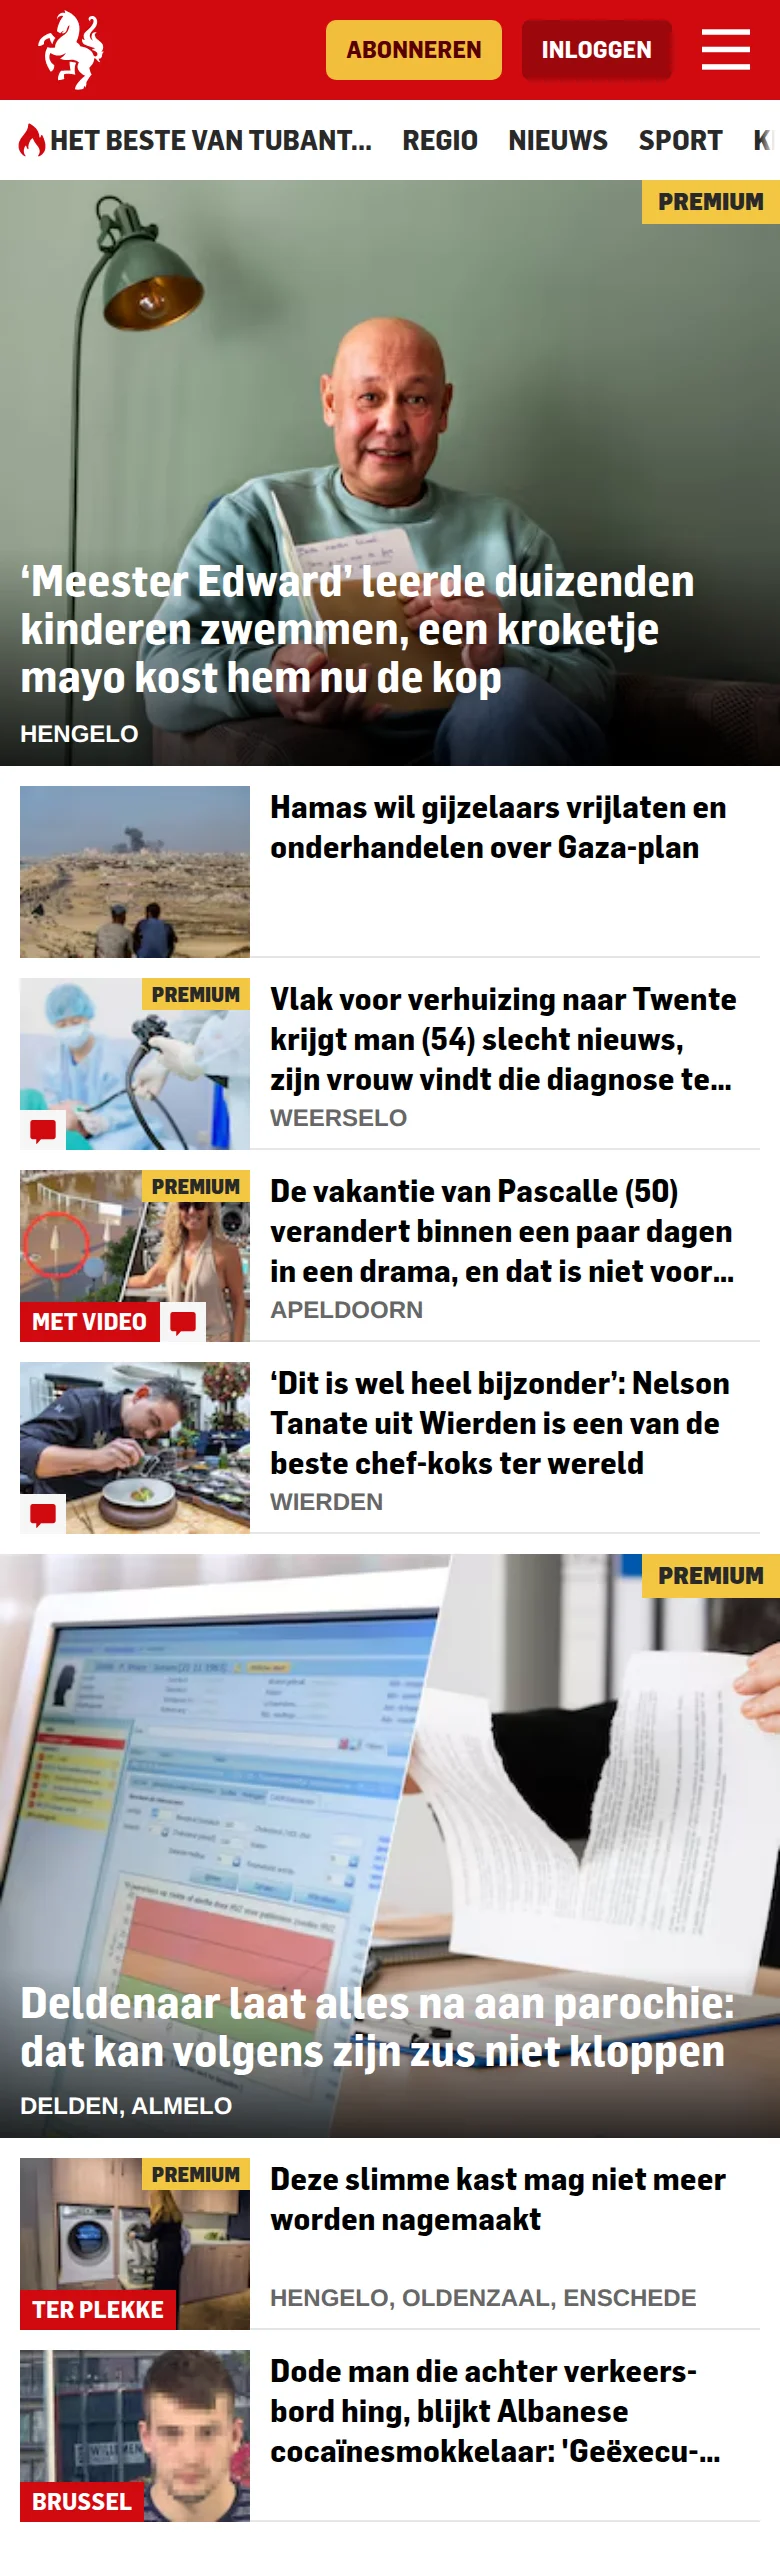 ABONNEREN
INLOGGEN
HET BESTE VAN TUBANT...
REGIO
NIEUWS
SPORT
PREMIUM
‘Meester Edward’ leerde duizenden
kinderen zwemmen, een kroketje
mayo kost hem nu de kop
HENGELO
Hamas wil gijzelaars vrijlaten en
onderhandelen over Gaza-plan
PREMIUM
Vlak voor verhuizing naar Twente
krijgt man (54) slecht nieuws,
zijn vrouw vindt die diagnose te...
WEERSELO
PREMIUM
MET VIDEO
De vakantie van Pascalle (50)
verandert binnen een paar dagen
in een drama, en dat is niet voor...
APELDOORN
‘Dit is wel heel bijzonder’: Nelson
Tanate uit Wierden is een van de
beste chef-koks ter wereld
WIERDEN
PREMIUM
Deldenaar laat alles na aan parochie:
dat kan volgens zijn zus niet kloppen
DELDEN, ALMELO
PREMIUM
TER PLEKKE
Deze slimme kast mag niet meer
worden nagemaakt
HENGELO, OLDENZAAL, ENSCHEDE
BRUSSEL
Dode man die achter verkeers-
bord hing, blijkt Albanese
cocaïnesmokkelaar: 'Geëxecu-...